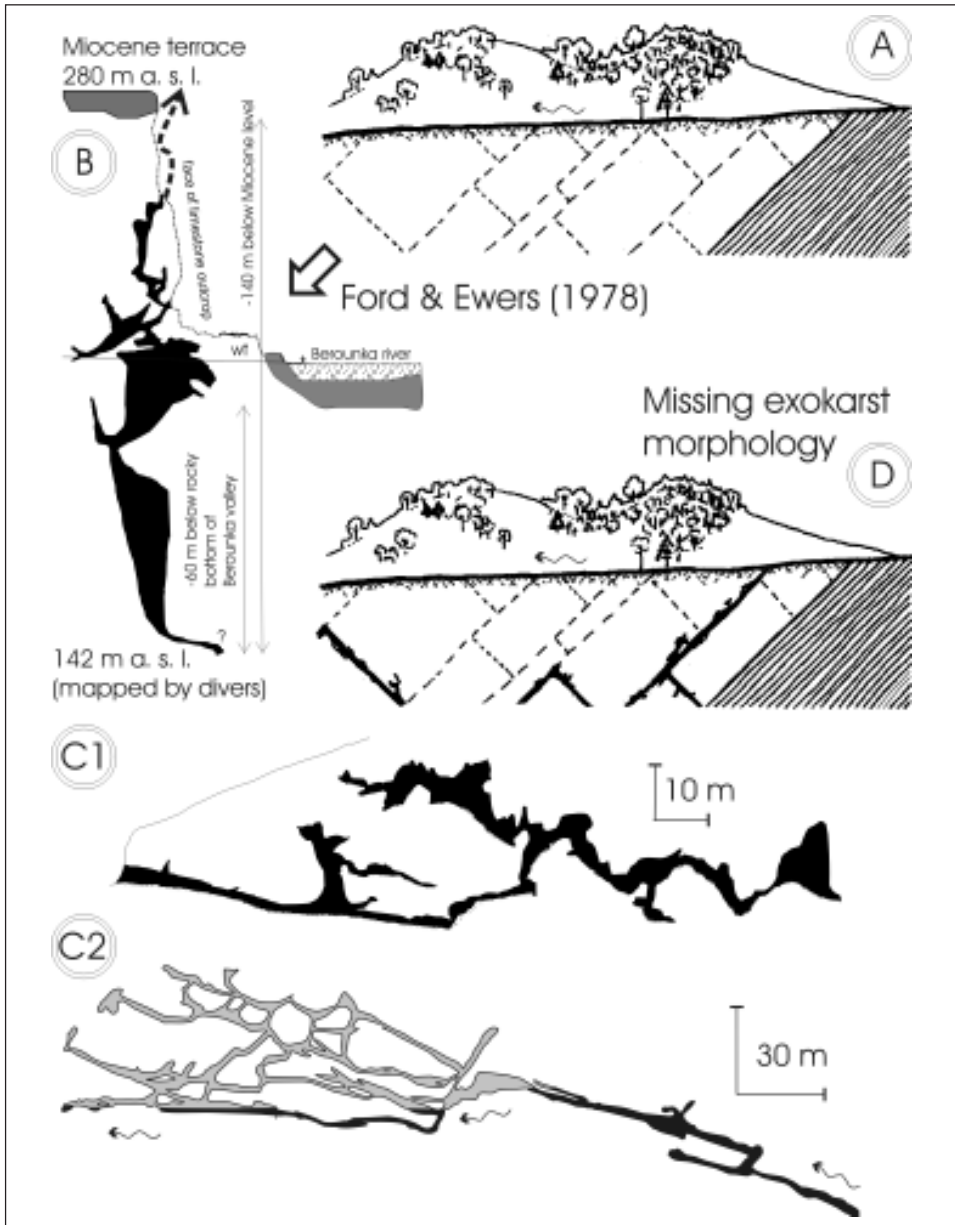 Miocene terrace
280 m a. s. l.
A
B
face of limestone outcrop
-140 m below Miocene level
Ford & Ewers (1978)
wt
Berounka river
Missing exokarst
morphology
D
-60 m below rocky
bottom of
Berounka valley
?
142 m a. s. l.
(mapped by divers)
C1
10 m
C2
30 m